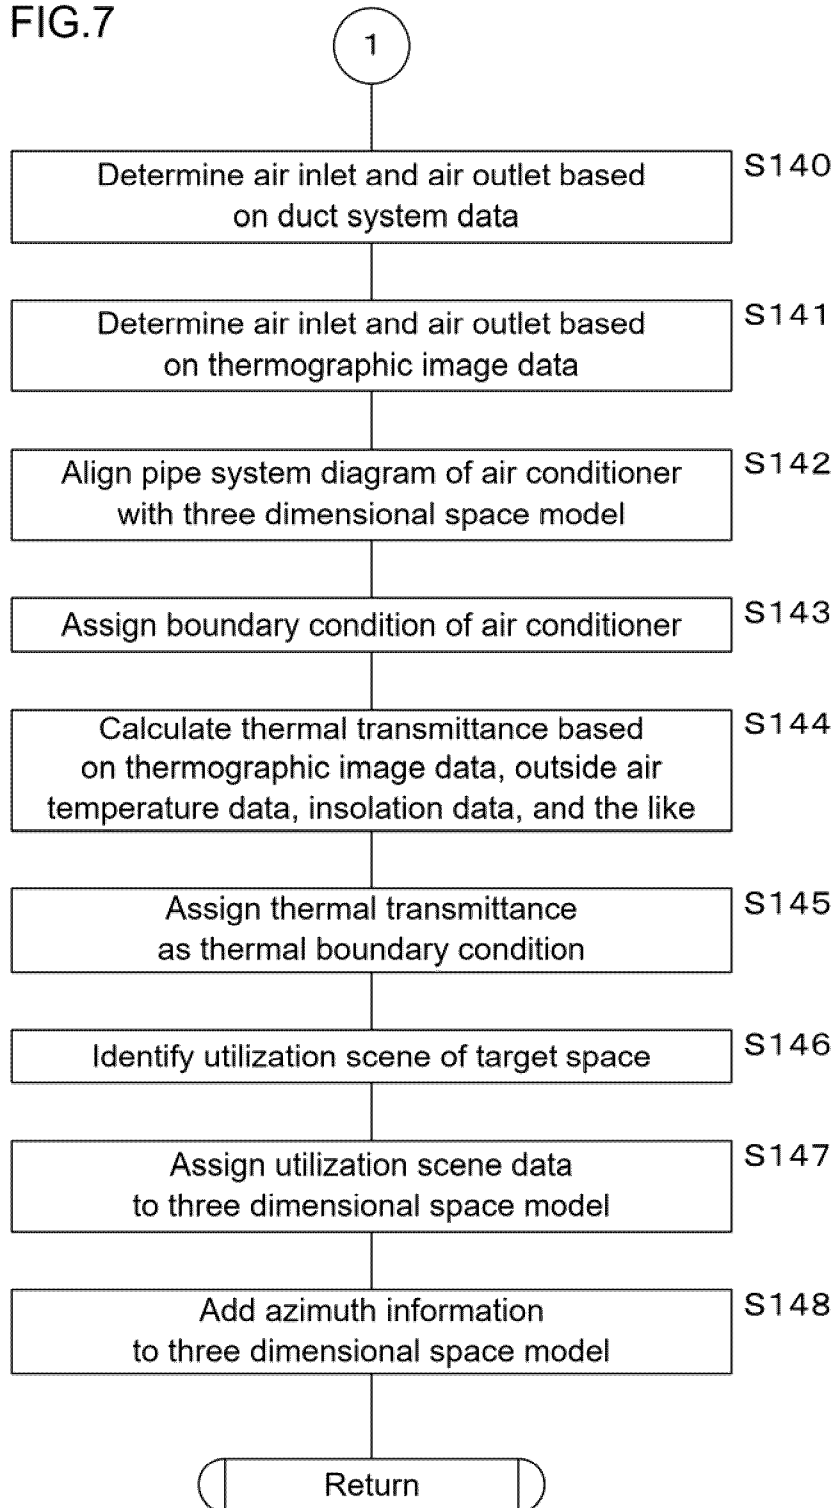 FIG.7
1
S140
Determine air inlet and air outlet based
on duct system data
S141
Determine air inlet and air outlet based
on thermographic image data
S142
Align pipe system diagram of air conditioner
with three dimensional space model
S143
Assign boundary condition of air conditioner
S144
Calculate thermal transmittance based
on thermographic image data, outside air
temperature data, insolation data, and the like
S145
Assign thermal transmittance
as thermal boundary condition
S146
Identify utilization scene of target space
S147
Assign utilization scene data
to three dimensional space model
S148
Add azimuth information
to three dimensional space model
Return